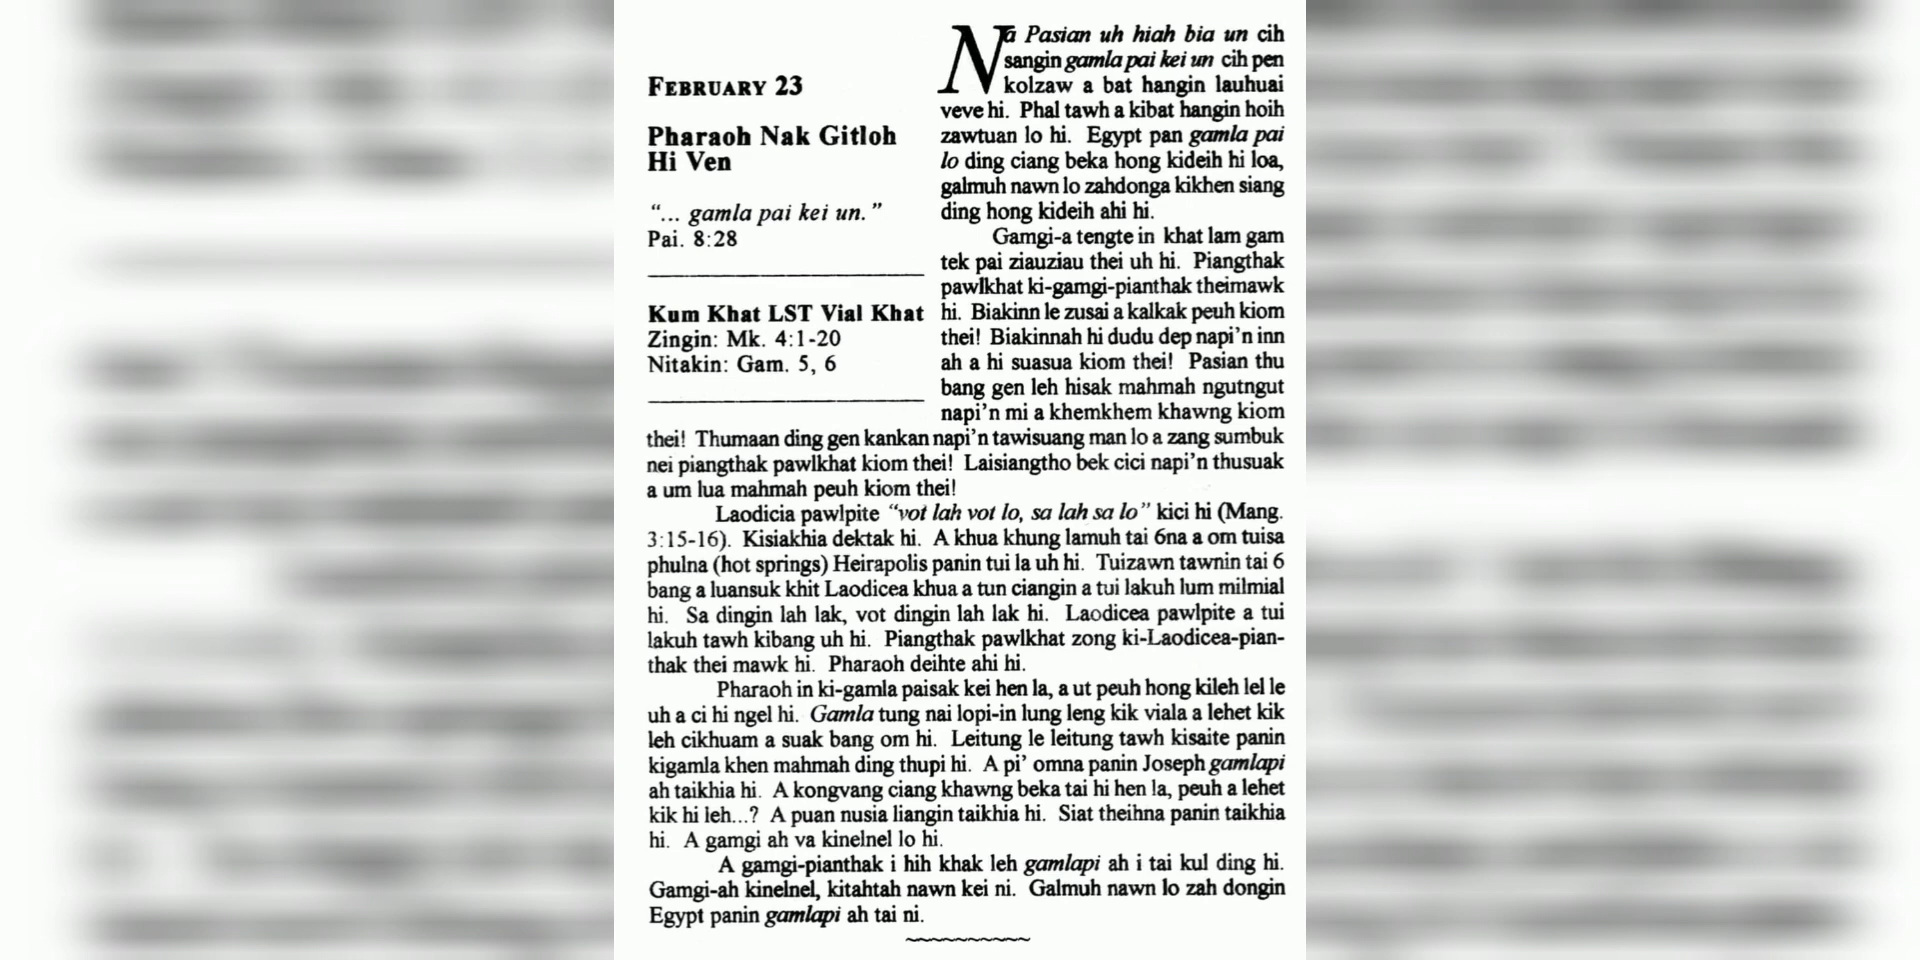 FEBRUARY 23
Pharaoh Nak Gitloh
Hi Ven
"... gamla pai kei un."
Pai. 8:28
Kum Khat LST Vial Khat
Zingin: Mk. 4:1-20
Nitakin: Gam. 5, 6
Na Pasian uh hiah bia un cih
sangin gamla pai kei un cih pen
kolzaw a bat hangin lauhuai
veve hi. Phal tawh a kibat hangin hoih
zawtuan lo hi. Egypt pan gamla pai
lo ding ciang beka hong kideih hi loa,
galmuh nawn lo zahdonga kikhen siang
ding hong kideih ahi hi.
Gamgi-a tengte in khat lam gam
tek pai ziauziau thei uh hi. Piangthak
pawlkhat ki-gamgi-pianthak theimawk
hi. Biakinn le zusai a kalkak peuh kiom
thei! Biakinnah hi dudu dep napi'n inn
ah a hi suasua kiom thei! Pasian thu
bang gen leh hisak mahmah ngutngut
napi'n mi a khemkhem khawng kiom
thei! Thumaan ding gen kankan napi'n tawisuang man lo a zang sumbuk
nei piangthak pawlkhat kiom thei! Laisiangtho bek cici napi'n thusuak
a um lua mahmah peuh kiom thei!
Laodicia pawlpite "vot lah vot lo, sa lah sa lo" kici hi (Mang.
3:15-16). Kisiakhia dektak hi. A khua khung lamuh tai 6na a om tuisa
phulna (hot springs) Heirapolis panin tui la uh hi. Tuizawn tawnin tai 6
bang a luansuk khit Laodicea khua a tun ciangin a tui lakuh lum milmial
hi. Sa dingin lah lak, vot dingin lah lak hi. Laodicea pawlpite a tui
lakuh tawh kibang uh hi. Piangthak pawlkhat zong ki-Laodicea-pian-
thak thei mawk hi. Pharaoh deihte ahi hi.
Pharaoh in ki-gamla paisak kei hen la, a ut peuh hong kileh lel le
uh a ci hi ngel hi. Gamla tung nai lopi-in lung leng kik viala a lehet kik
leh cikhuam a suak bang om hi. Leitung le leitung tawh kisaite panin
kigamla khen mahmah ding thupi hi. A pi' omna panin Joseph gamlapi
ah taikhia hi. A kongvang ciang khawng beka tai hi hen la, peuh a lehet
kik hi leh...? A puan nusia liangin taikhia hi. Siat theihna panin taikhia
hi. A gamgi ah va kinelnel lo hi.
A gamgi-pianthak i hih khak leh gamlapi ah i tai kul ding hi.
Gamgi-ah kinelnel, kitahtah nawn kei ni. Galmuh nawn lo zah dongin
Egypt panin gamlapi ah tai ni.